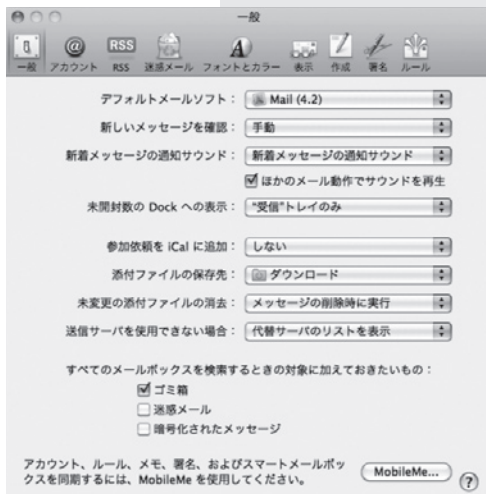 一般
一般 アカウント RSS 迷惑メール フォントとカラー 表示 作成 署名 ルール
デフォルトメールソフト： Mail (4.2)
新しいメッセージを確認： 手動
新着メッセージの通知サウンド： 新着メッセージの通知サウンド
ほかのメール動作でサウンドを再生
未開封数の Dock への表示： “受信”トレイのみ
参加依頼を iCal に追加： しない
添付ファイルの保存先： ダウンロード
未変更の添付ファイルの消去： メッセージの削除時に実行
送信サーバを使用できない場合： 代替サーバのリストを表示
すべてのメールボックスを検索するときの対象に加えておきたいもの：
ゴミ箱
迷惑メール
暗号化されたメッセージ
アカウント、ルール、メモ、署名、およびスマートメールボッ
クスを同期するには、MobileMe を使用してください。
MobileMe... ?